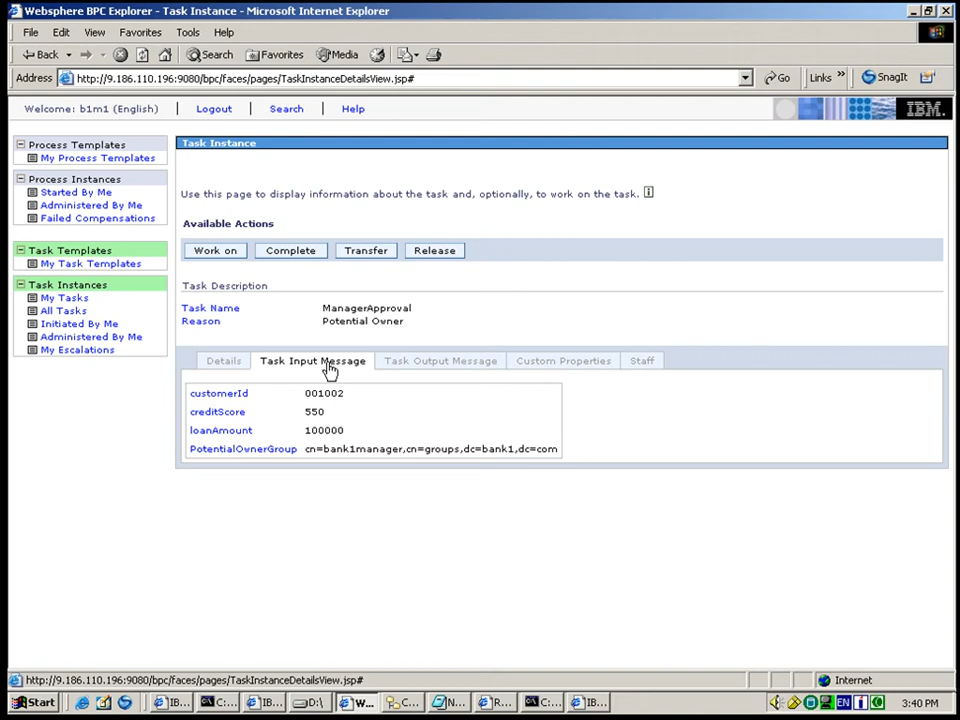 Websphere BPC Explorer - Task Instance - Microsoft Internet Explorer
File Edit View Favorites Tools Help
Back Search Favorites Media
Address http://9.186.110.196:9080/bpc/faces/pages/TaskInstanceDetailsView.jsp# Go Links » SnagIt
Welcome: b1m1 (English) Logout Search Help IBM.
Process Templates
My Process Templates
Process Instances
Started By Me
Administered By Me
Failed Compensations
Task Templates
My Task Templates
Task Instances
My Tasks
All Tasks
Initiated By Me
Administered By Me
My Escalations
Task Instance
Use this page to display information about the task and, optionally, to work on the task. i
Available Actions
Work on Complete Transfer Release
Task Description
Task Name ManagerApproval
Reason Potential Owner
Details Task Input Message Task Output Message Custom Properties Staff
customerId 001002
creditScore 550
loanAmount 100000
PotentialOwnerGroup cn=bank1manager,cn=groups,dc=bank1,dc=com
http://9.186.110.196:9080/bpc/faces/pages/TaskInstanceDetailsView.jsp# Internet
Start IB... C:... IB... D:\ W... C... N... R... C:... IB... EN 3:40 PM